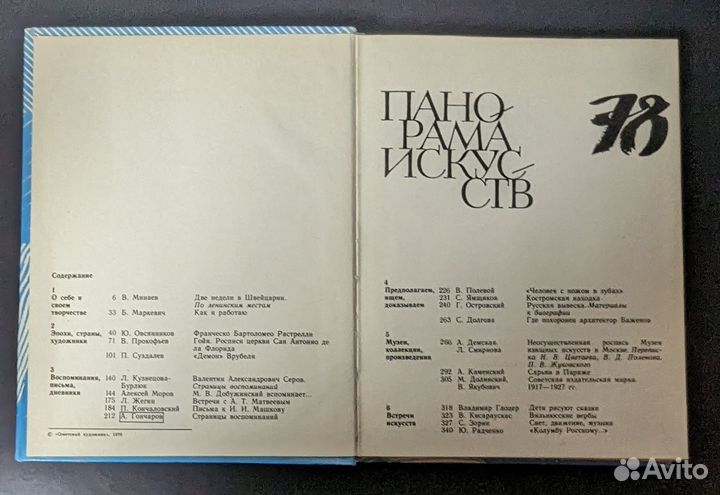 Содержание
1
О себе и своем творчестве
6 В. Минаев Две недели в Швейцарии.
По ленинским местам
33 Б. Маркевич Как я работаю
2
Эпохи, страны, художники
40 Ю. Овсянников Франческо Бартоломео Растрелли
71 В. Прокофьев Гойя. Росписи церкви Сан Антонио де
ла Флорида
101 П. Суздалев «Демон» Врубеля
3
Воспоминания, письма, дневники
140 Л. Кузнецова- Валентин Александрович Серов.
Бурлюк Страницы воспоминаний
144 Алексей Моров М. В. Добужинский вспоминает...
175 Л. Жегин Встречи с А. Т. Матвеевым
184 П. Кончаловский Письма к И. И. Машкову
212 А. Гончаров Страницы воспоминаний
© «Советский художник», 1978
ПАНО
РАМА
ИСКУС
СТВ
78
4
Предполагаем, ищем, доказываем
226 В. Полевой «Человек с ножом в зубах»
231 С. Ямщиков Костромская находка
240 Г. Островский Русская вывеска. Материалы
к биографии
263 С. Долгова Где похоронен архитектор Баженов
5
Музеи, коллекции, произведения
266 А. Демская, Неосуществленная роспись Музея
Л. Смирнова изящных искусств в Москве Перепис-
ка И. В. Цветаева, В. Д. Поленова,
П. В. Жуковского
292 А. Каменский Сарьян в Париже
305 М. Долинский, Советская издательская марка.
В. Якубович 1917—1927 гг.
6
Встречи искусств
318 Владимир Глоцер Дети рисуют сказки
323 В. Кисараускас Вильнюсские экслибрисы
327 С. Зорин Свет, движение, музыка
340 Ю. Радченко «Колумбу Росскому...»
Avito